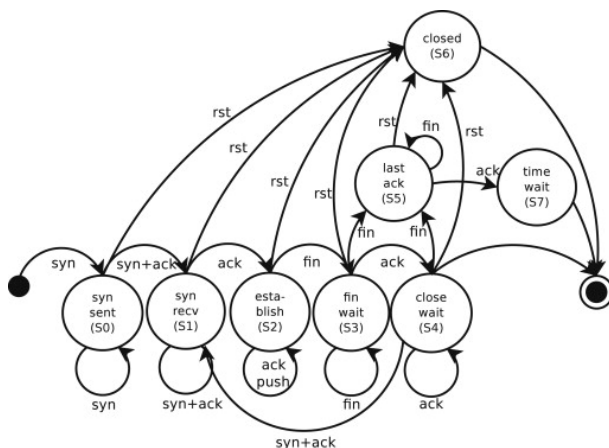 closed
(S6)
rst
rst
rst
rst
rst
rst
fin
last
ack
(S5)
ack
time
wait
(S7)
syn
syn+ack
ack
fin
fin
fin
ack
syn
sent
(S0)
syn
recv
(S1)
esta-
blish
(S2)
fin
wait
(S3)
close
wait
(S4)
ack
push
syn
syn+ack
fin
ack
syn+ack